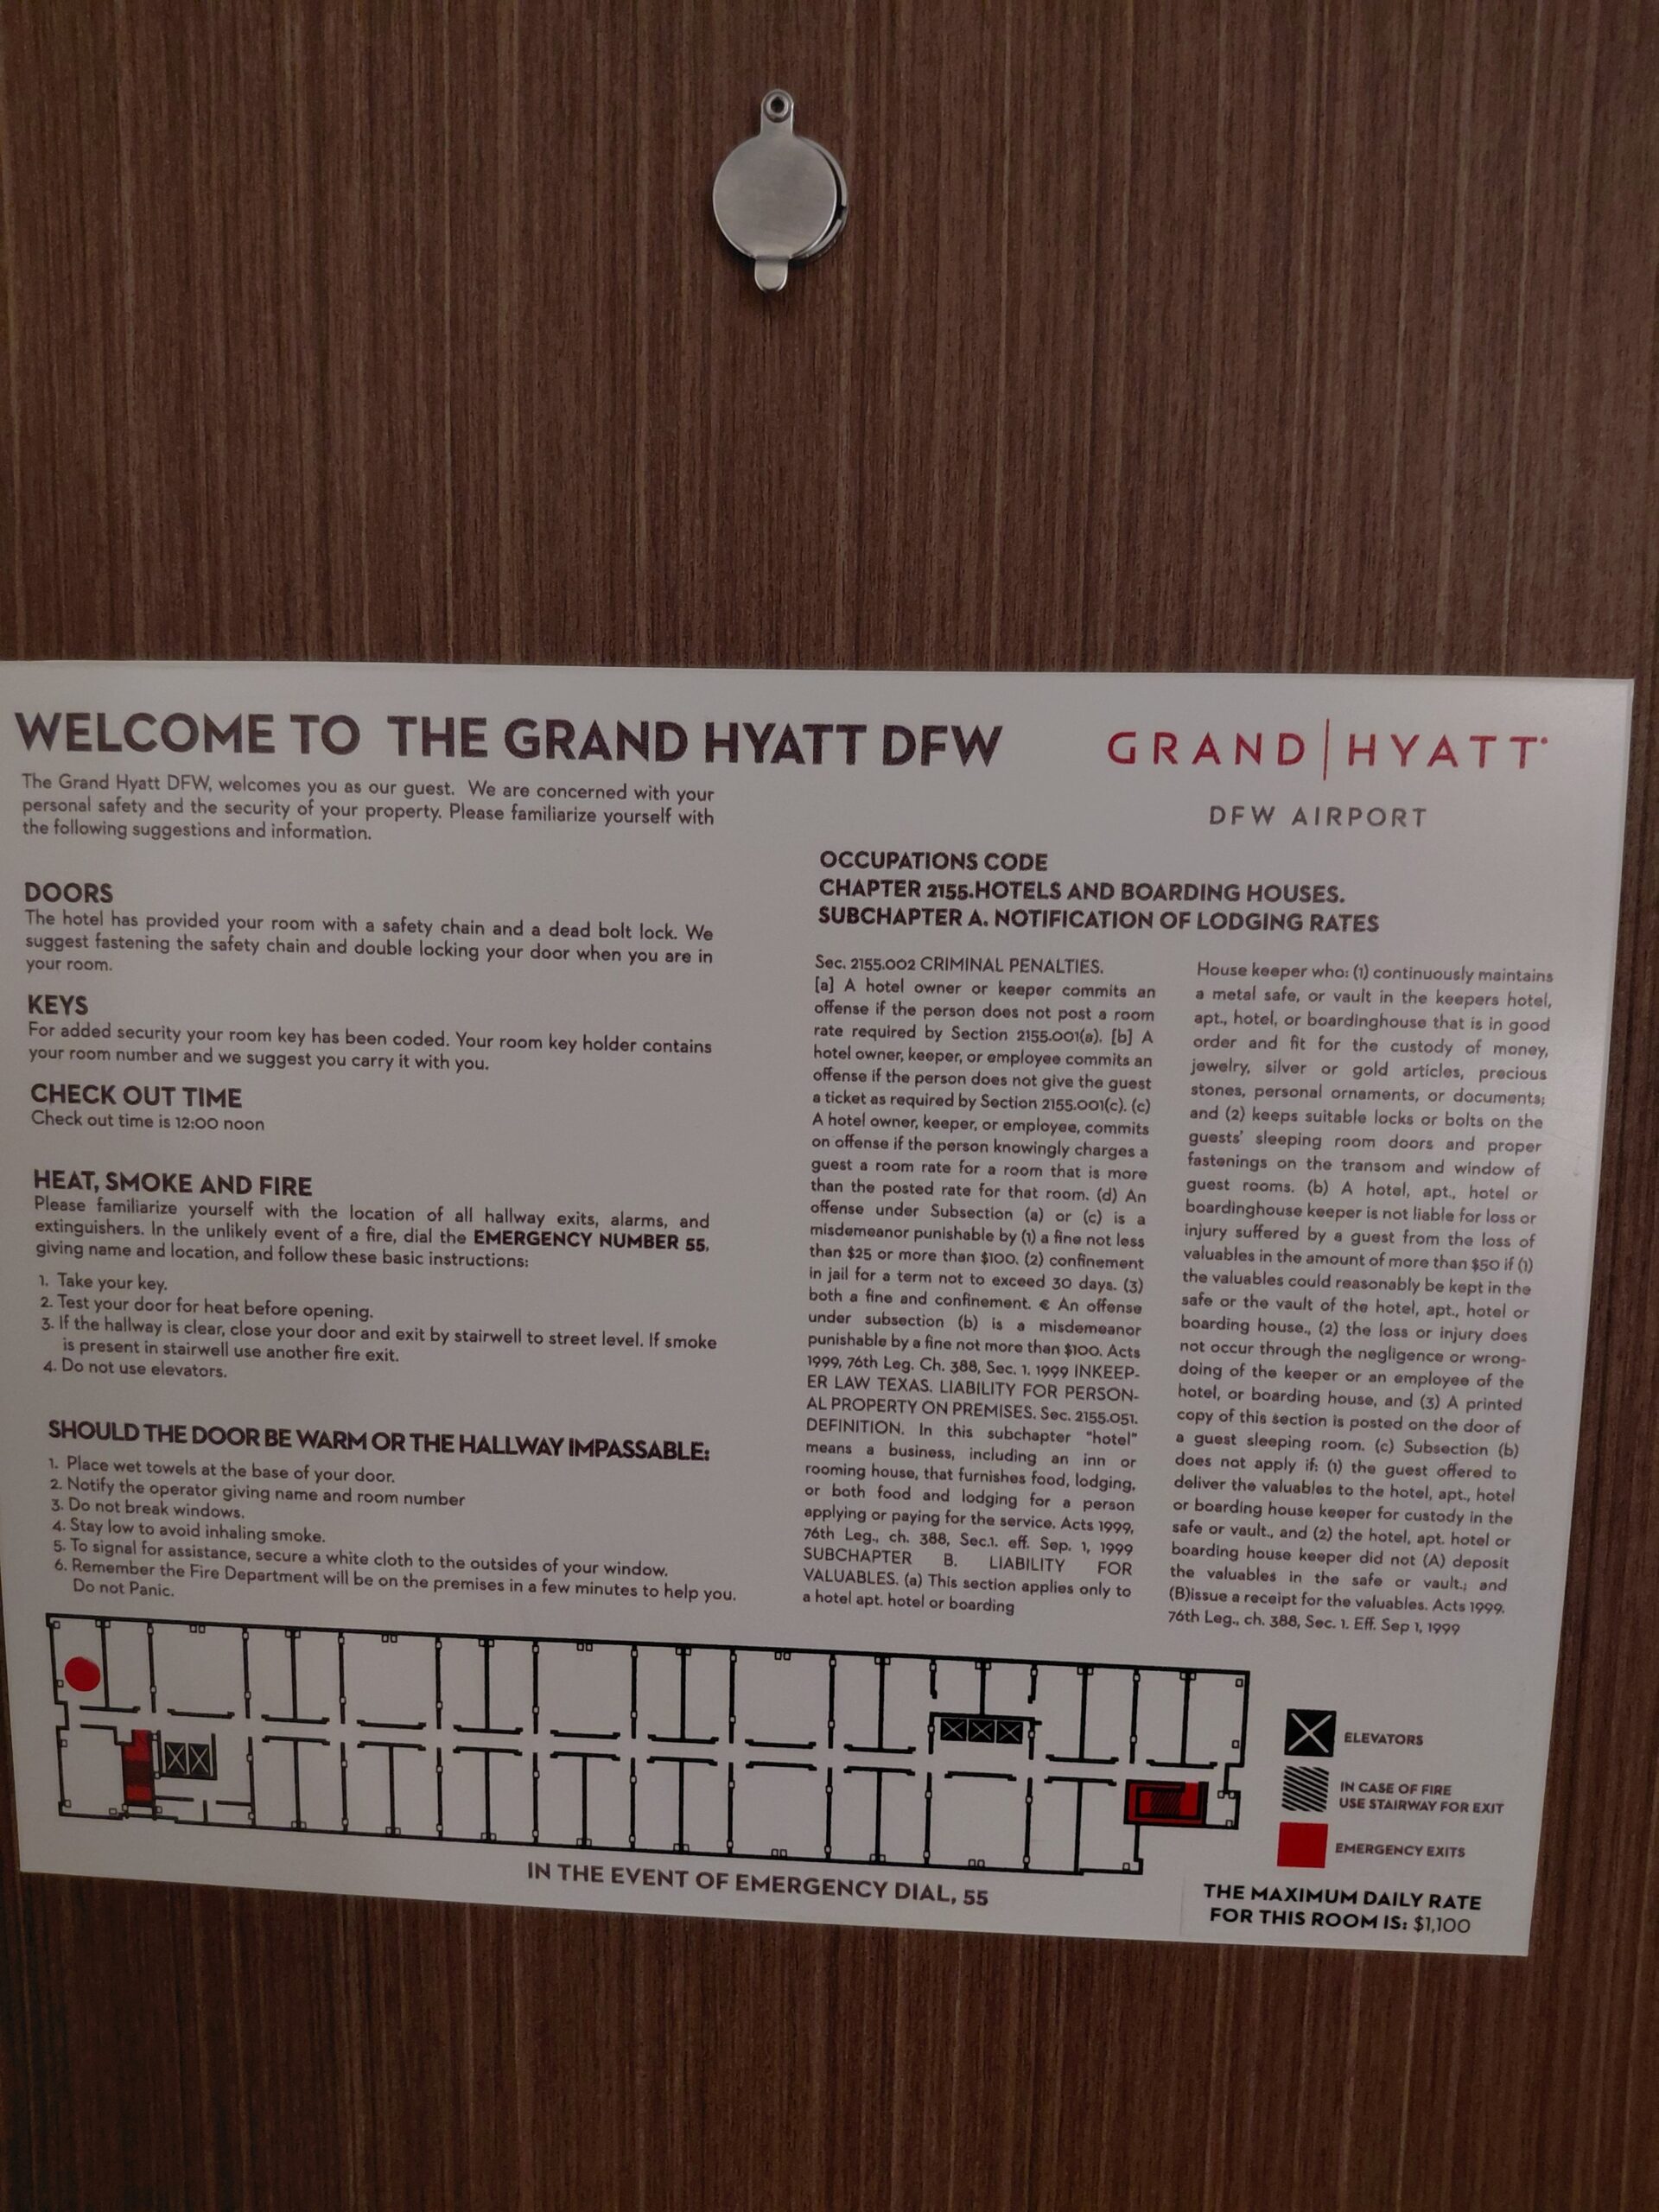 WELCOME TO THE GRAND HYATT DFW
The Grand Hyatt DFW, welcomes you as our guest. We are concerned with your
personal safety and the security of your property. Please familiarize yourself with
the following suggestions and information.
DOORS
The hotel has provided your room with a safety chain and a dead bolt lock. We
suggest fastening the safety chain and double locking your door when you are in
your room.
KEYS
For added security your room key has been coded. Your room key holder contains
your room number and we suggest you carry it with you.
CHECK OUT TIME
Check out time is 12:00 noon
HEAT, SMOKE AND FIRE
Please familiarize yourself with the location of all hallway exits, alarms, and
extinguishers. In the unlikely event of a fire, dial the EMERGENCY NUMBER 55,
giving name and location, and follow these basic instructions:
1. Take your key.
2. Test your door for heat before opening.
3. If the hallway is clear, close your door and exit by stairwell to street level. If smoke
is present in stairwell use another fire exit.
4. Do not use elevators.
SHOULD THE DOOR BE WARM OR THE HALLWAY IMPASSABLE:
1. Place wet towels at the base of your door.
2. Notify the operator giving name and room number
3. Do not break windows.
4. Stay low to avoid inhaling smoke.
5. To signal for assistance, secure a white cloth to the outsides of your window.
6. Remember the Fire Department will be on the premises in a few minutes to help you.
Do not Panic.
GRAND | HYATT
DFW AIRPORT
OCCUPATIONS CODE
CHAPTER 2155.HOTELS AND BOARDING HOUSES.
SUBCHAPTER A. NOTIFICATION OF LODGING RATES
Sec. 2155.002 CRIMINAL PENALTIES.
[a] A hotel owner or keeper commits an
offense if the person does not post a room
rate required by Section 2155.001(a). [b] A
hotel owner, keeper, or employee commits an
offense if the person does not give the guest
a ticket as required by Section 2155.001(c). (c)
A hotel owner, keeper, or employee, commits
on offense if the person knowingly charges a
guest a room rate for a room that is more
than the posted rate for that room. (d) An
offense under Subsection (a) or (c) is a
misdemeanor punishable by (1) a fine not less
than $25 or more than $100. (2) confinement
in jail for a term not to exceed 30 days. (3)
both a fine and confinement. € An offense
under subsection (b) is a misdemeanor
punishable by a fine not more than $100. Acts
1999, 76th Leg. Ch. 388, Sec. 1. 1999 INKEEP-
ER LAW TEXAS. LIABILITY FOR PERSON-
AL PROPERTY ON PREMISES. Sec. 2155.051.
DEFINITION. In this subchapter "hotel"
means a business, including an inn or
rooming house, that furnishes food, lodging,
or both food and lodging for a person
applying or paying for the service. Acts 1999,
76th Leg., ch. 388, Sec.1. eff. Sep. 1, 1999
SUBCHAPTER B. LIABILITY FOR
VALUABLES. (a) This section applies only to
a hotel apt. hotel or boarding
House keeper who: (1) continuously maintains
a metal safe, or vault in the keepers hotel,
apt., hotel, or boardinghouse that is in good
order and fit for the custody of money,
jewelry, silver or gold articles, precious
stones, personal ornaments, or documents;
and (2) keeps suitable locks or bolts on the
guests' sleeping room doors and proper
fastenings on the transom and window of
guest rooms. (b) A hotel, apt., hotel or
boardinghouse keeper is not liable for loss or
injury suffered by a guest from the loss of
valuables in the amount of more than $50 if (1)
the valuables could reasonably be kept in the
safe or the vault of the hotel, apt., hotel or
boarding house., (2) the loss or injury does
not occur through the negligence or wrong-
doing of the keeper or an employee of the
hotel, or boarding house, and (3) A printed
copy of this section is posted on the door of
a guest sleeping room. (c) Subsection (b)
does not apply if: (1) the guest offered to
deliver the valuables to the hotel, apt., hotel
or boarding house keeper for custody in the
safe or vault., and (2) the hotel, apt. hotel or
boarding house keeper did not (A) deposit
the valuables in the safe or vault.; and
(B)issue a receipt for the valuables. Acts 1999.
76th Leg., ch. 388, Sec. 1. Eff. Sep 1, 1999
ELEVATORS
IN CASE OF FIRE
USE STAIRWAY FOR EXIT
EMERGENCY EXITS
IN THE EVENT OF EMERGENCY DIAL, 55
THE MAXIMUM DAILY RATE
FOR THIS ROOM IS: $1,100